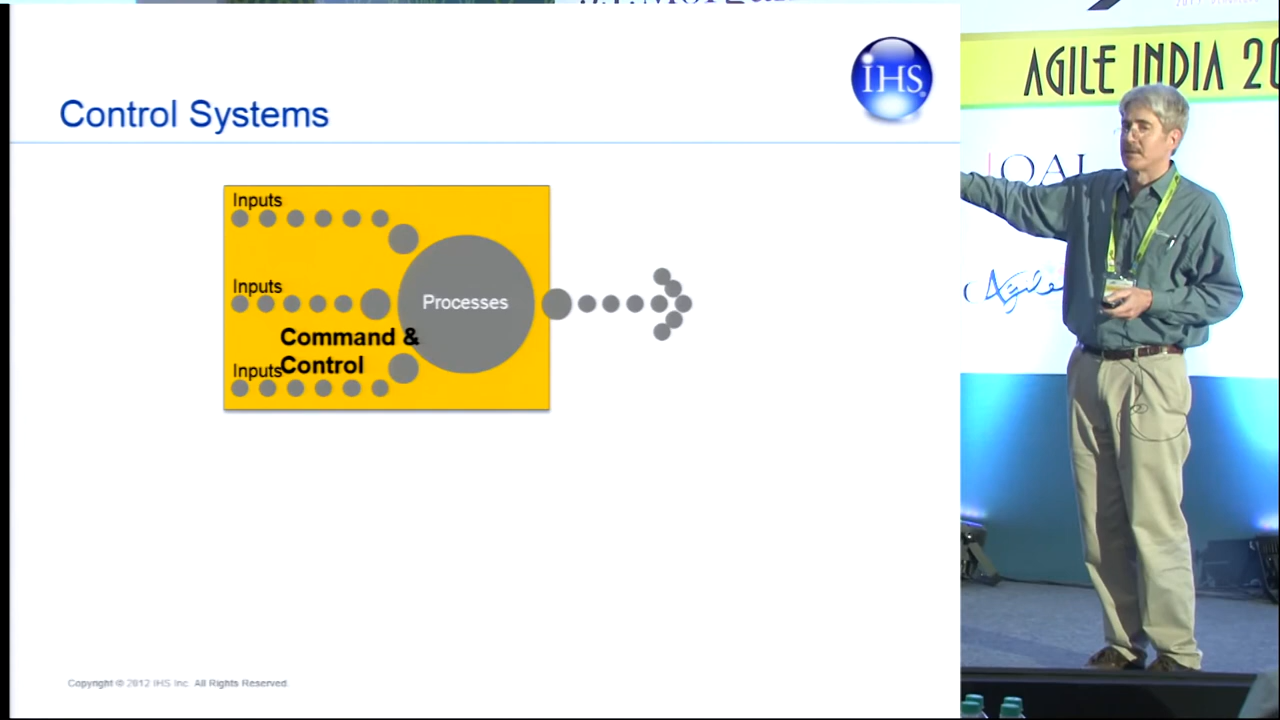 Control Systems
IHS
Inputs
Inputs
Processes
Command &
Control
Inputs
Copyright © 2012 IHS Inc. All Rights Reserved.
AGILE INDIA 20
Agile